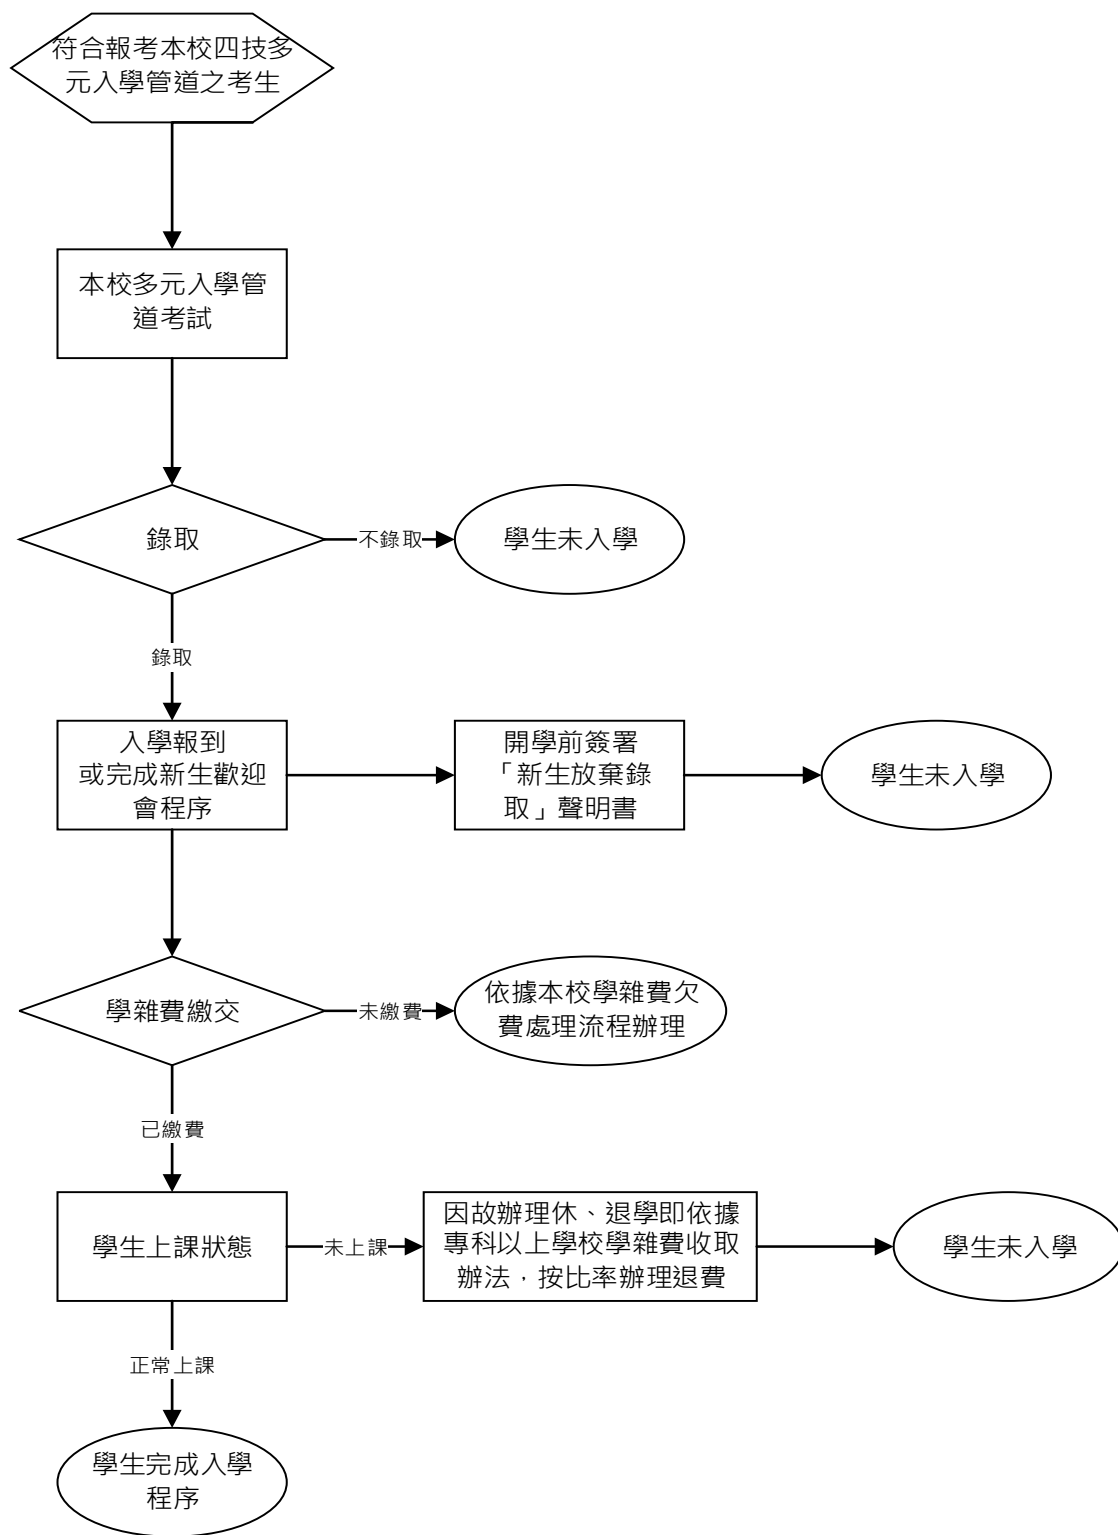 符合報考本校四技多
元入學管道之考生
本校多元入學管
道考試
錄取
不錄取
學生未入學
錄取
入學報到
或完成新生歡迎
會程序
開學前簽署
「新生放棄錄
取」聲明書
學生未入學
學雜費繳交
未繳費
依據本校學雜費欠
費處理流程辦理
已繳費
學生上課狀態
未上課
因故辦理休、退學即依據
專科以上學校學雜費收取
辦法，按比率辦理退費
學生未入學
正常上課
學生完成入學
程序